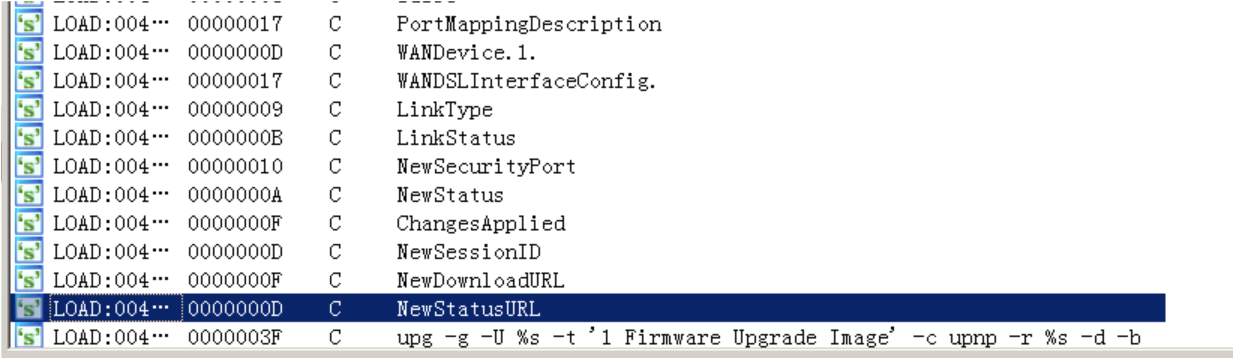 's' LOAD:004… 00000017 C PortMappingDescription
's' LOAD:004… 0000000D C WANDevice.1.
's' LOAD:004… 00000017 C WANDSLInterfaceConfig.
's' LOAD:004… 00000009 C LinkType
's' LOAD:004… 0000000B C LinkStatus
's' LOAD:004… 00000010 C NewSecurityPort
's' LOAD:004… 0000000A C NewStatus
's' LOAD:004… 0000000F C ChangesApplied
's' LOAD:004… 0000000D C NewSessionID
's' LOAD:004… 0000000F C NewDownloadURL
's' LOAD:004… 0000000D C NewStatusURL
's' LOAD:004… 0000003F C upg -g -U %s -t '1 Firmware Upgrade Image' -c upnp -r %s -d -b